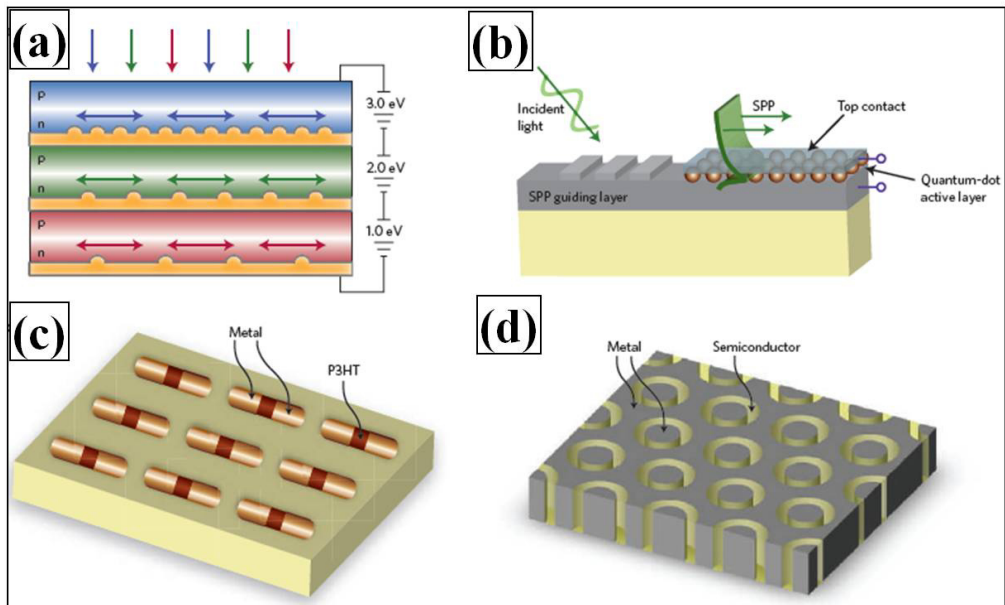 (a)
p
n
3.0 eV
p
n
2.0 eV
p
n
1.0 eV
(b)
Incident
light
SPP
Top contact
Quantum-dot
active layer
SPP guiding layer
(c)
Metal
P3HT
(d)
Metal
Semiconductor